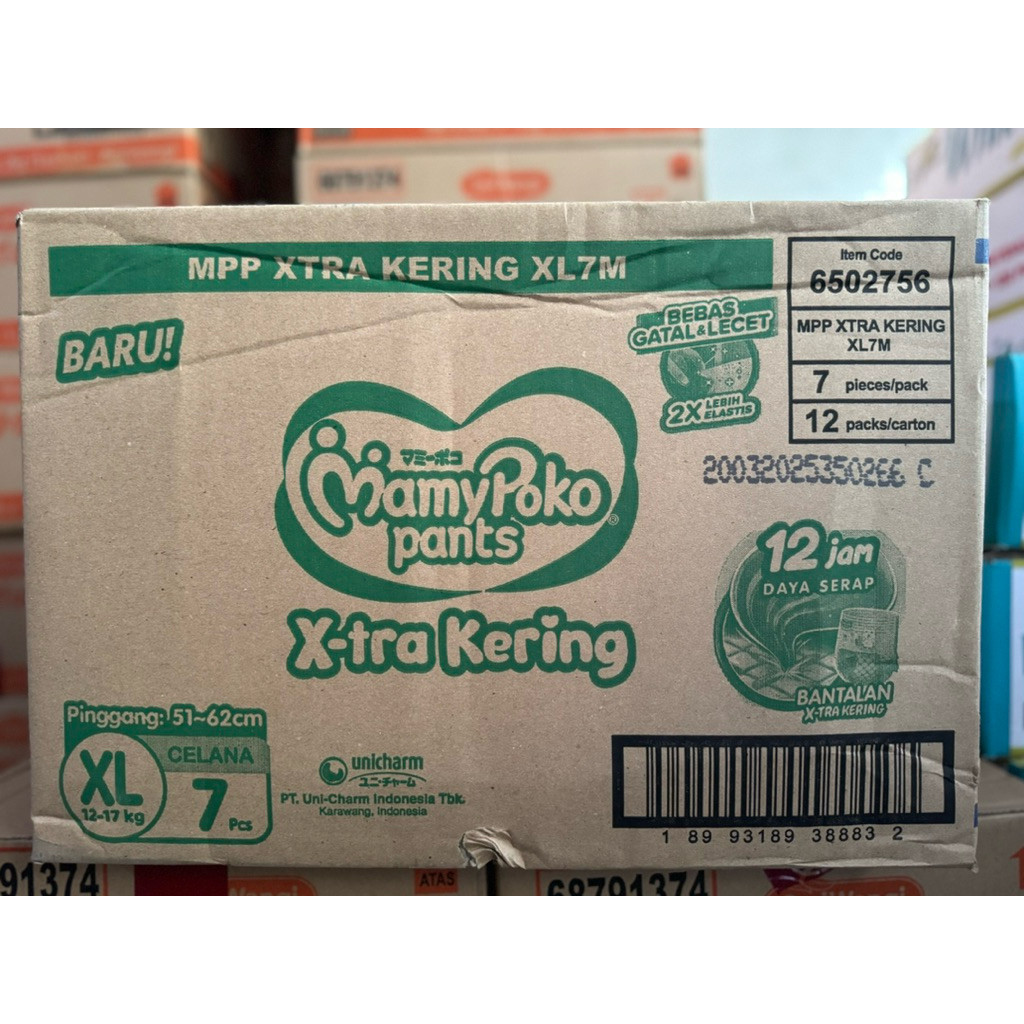 MPP XTRA KERING XL7M
Item Code
6502756
MPP XTRA KERING
XL7M
7 pieces/pack
12 packs/carton
20032025350266 C
BARU!
BEBAS
GATAL & LECET
2X LEBIH
ELASTIS
マミーポコ
MamyPoko
pants
®
X-tra Kering
12 jam
DAYA SERAP
BANTALAN
X-TRA KERING
Pinggang: 51~62cm
XL
12-17 kg
CELANA
7 Pcs
unicharm
ユニ・チャーム
PT. Uni-Charm Indonesia Tbk.
Karawang, Indonesia
1 89 93189 38883 2
91374
ATAS
68791374